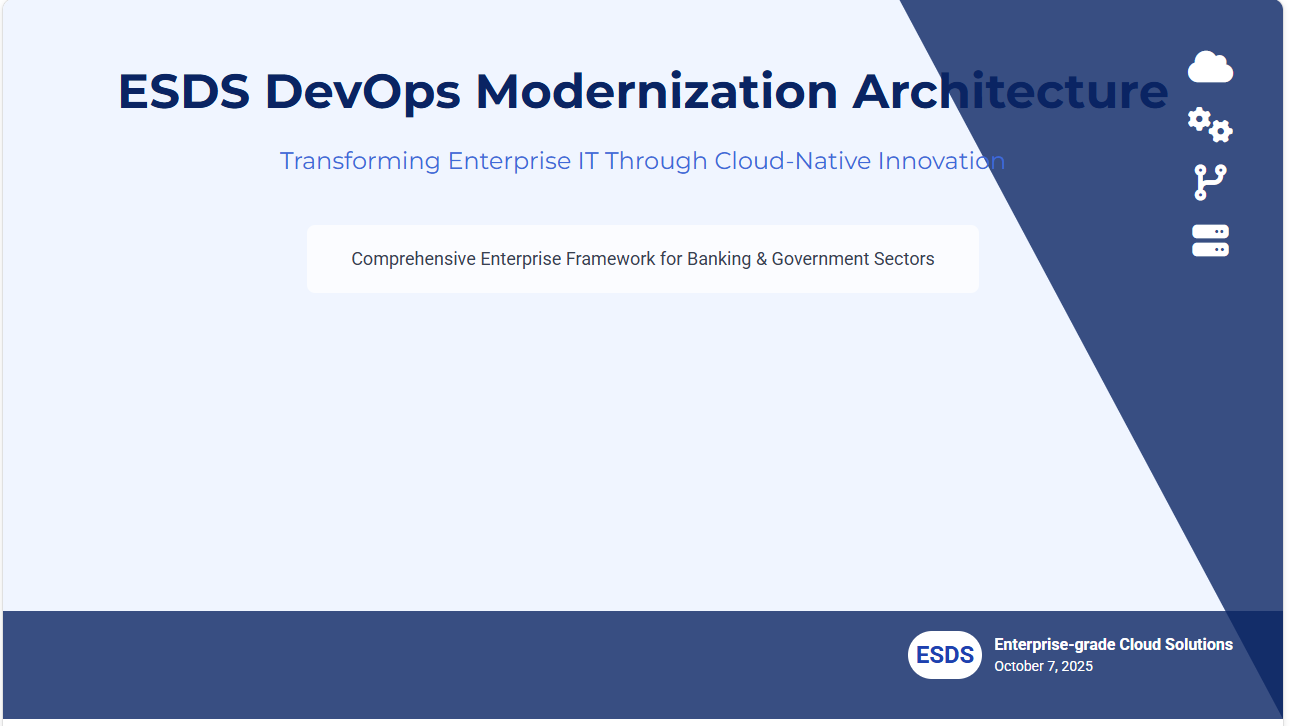 ESDS DevOps Modernization Architecture
Transforming Enterprise IT Through Cloud-Native Innovation
Comprehensive Enterprise Framework for Banking & Government Sectors
ESDS
Enterprise-grade Cloud Solutions
October 7, 2025